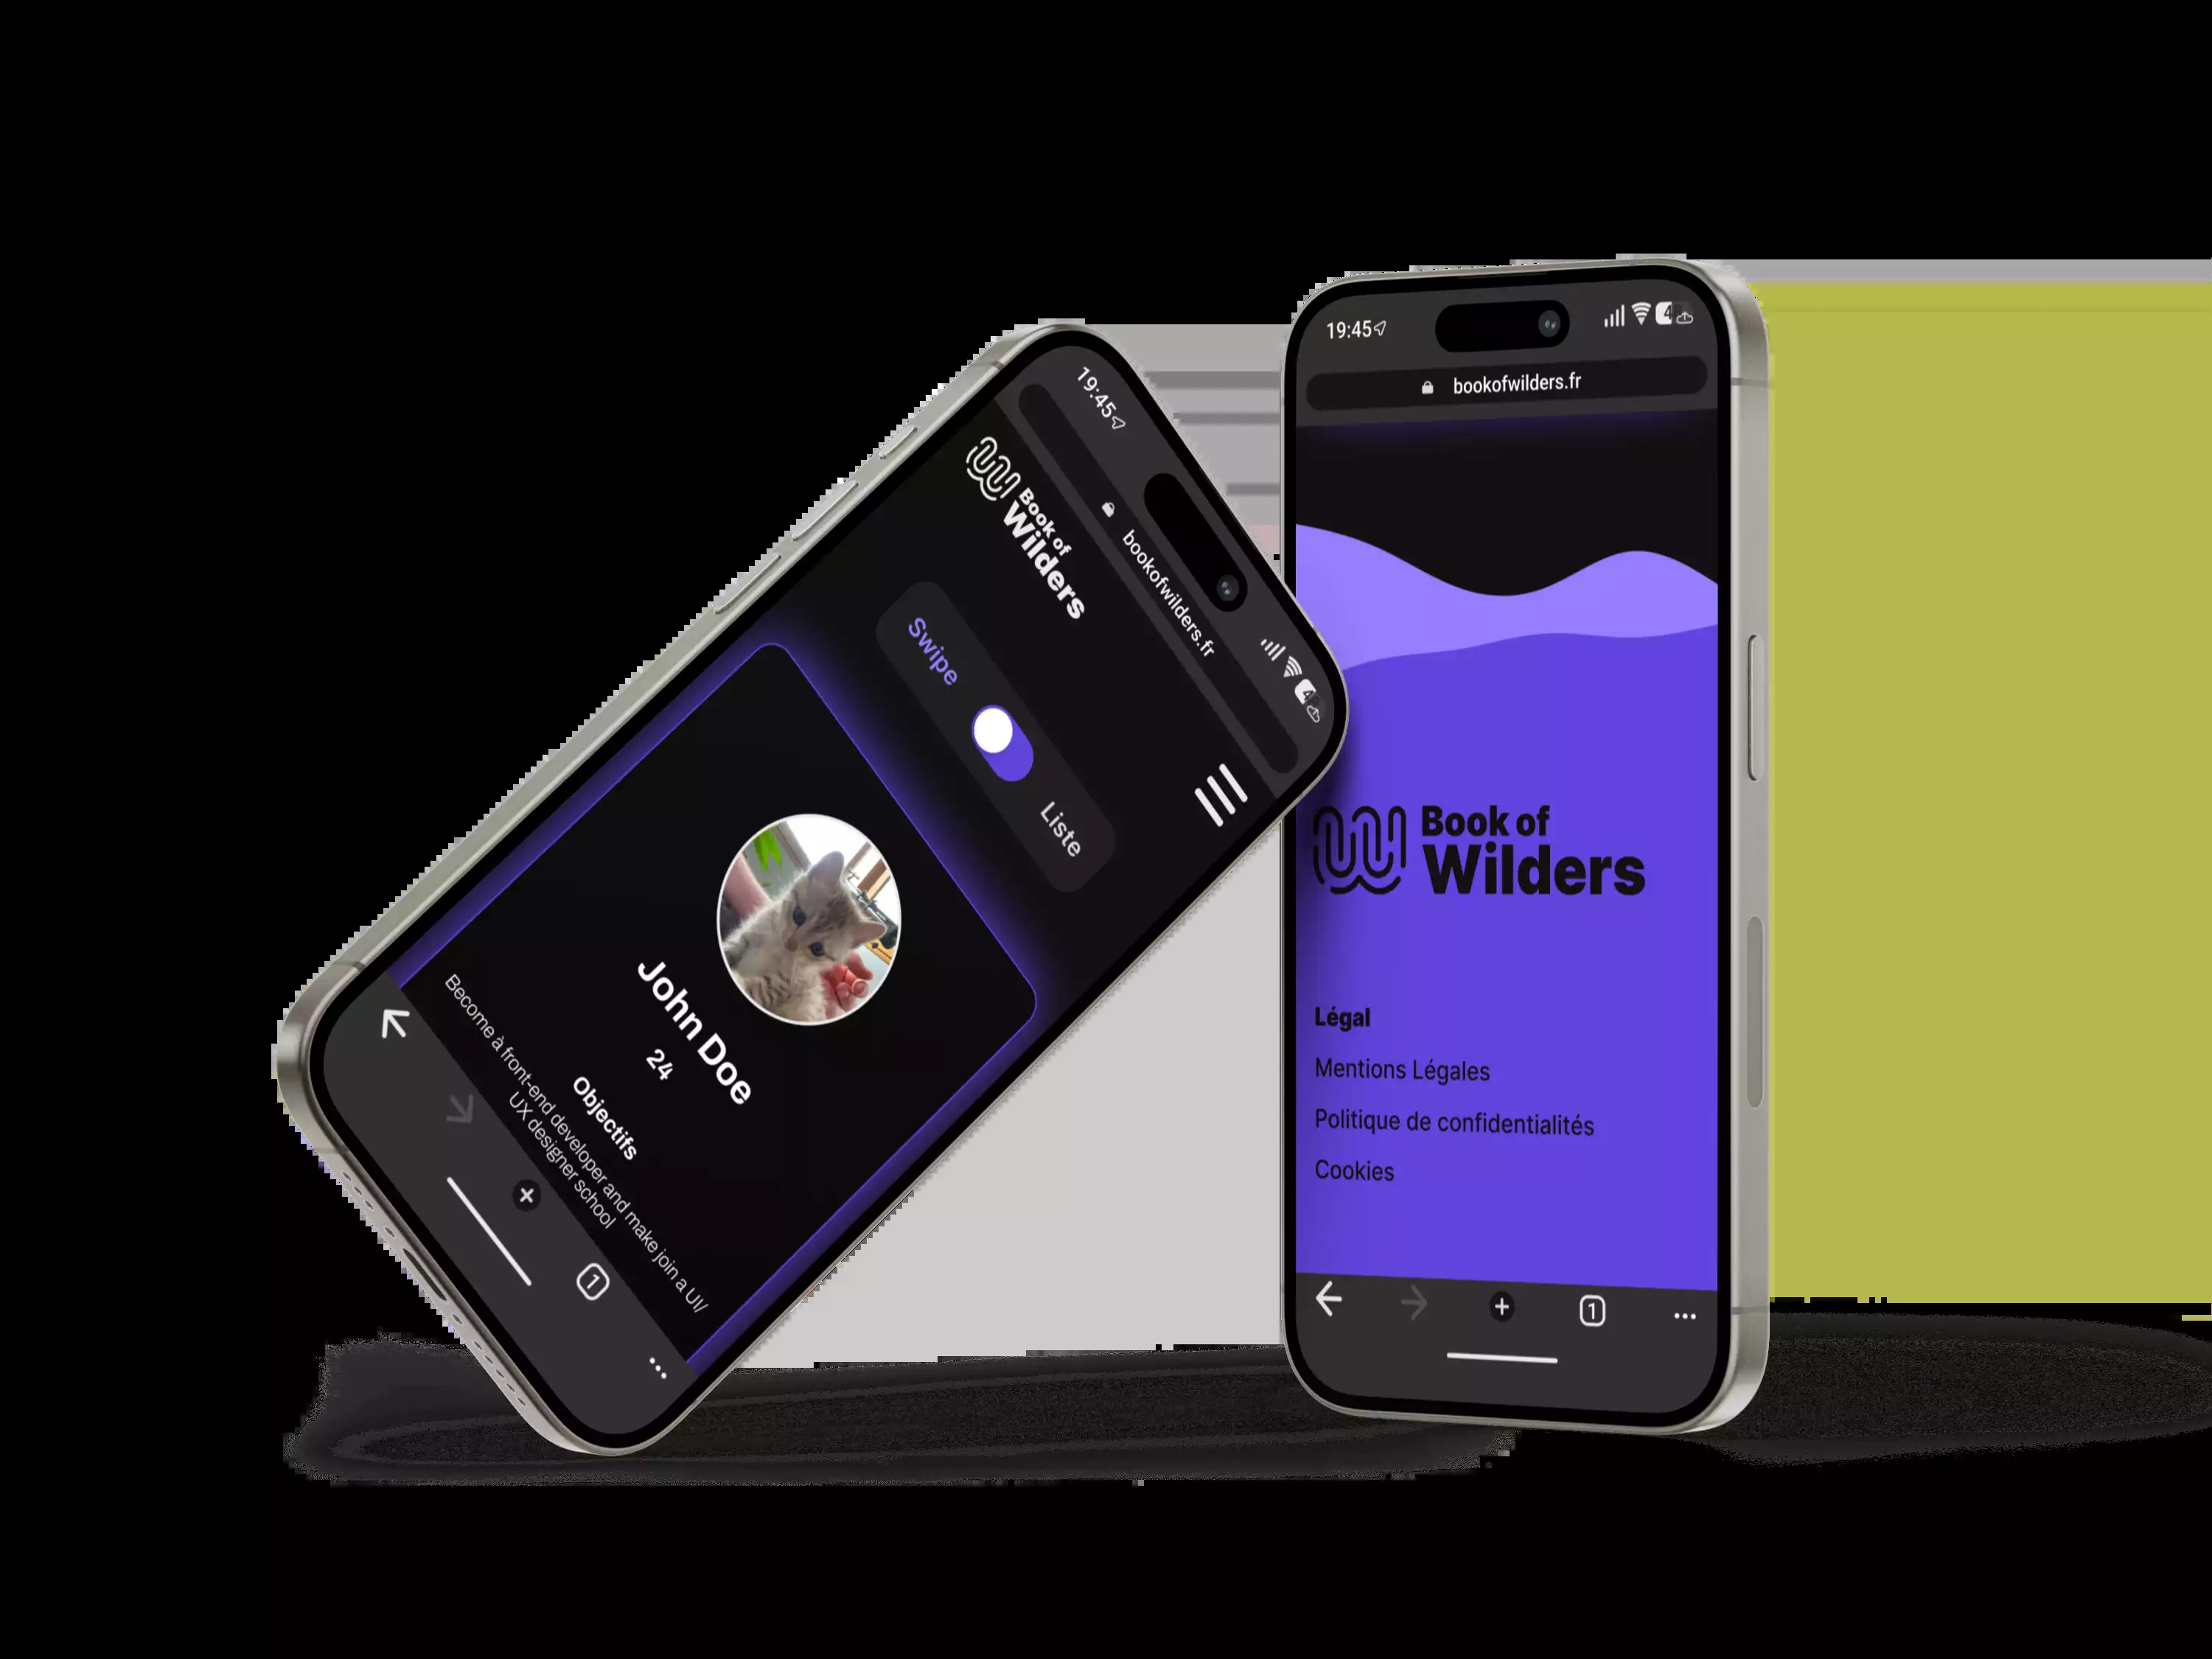 19:45
bookofwilders.fr
Book of
Wilders
Swipe
Liste
John Doe
24
Objectifs
Become à front-end developer and make join a UI/
UX designer school
1
19:45
bookofwilders.fr
Book of
Wilders
Légal
Mentions Légales
Politique de confidentialités
Cookies
1